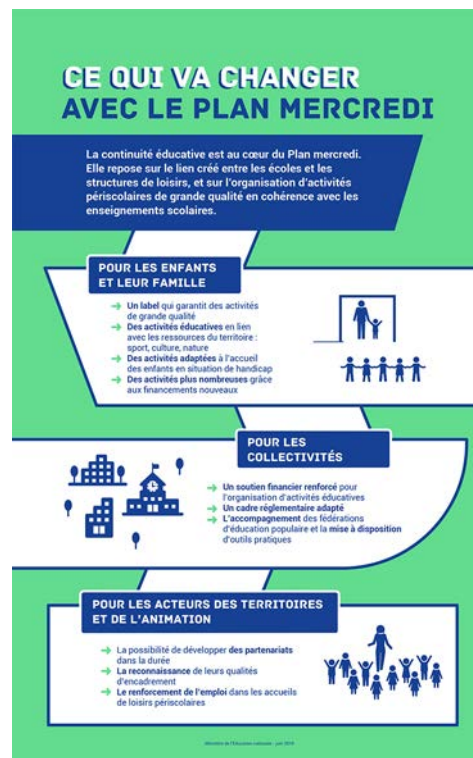 CE QUI VA CHANGER
AVEC LE PLAN MERCREDI
La continuité éducative est au cœur du Plan mercredi.
Elle repose sur le lien créé entre les écoles et les
structures de loisirs, et sur l'organisation d'activités
périscolaires de grande qualité en cohérence avec les
enseignements scolaires.
POUR LES ENFANTS
ET LEUR FAMILLE
→ Un label qui garantit des activités
de grande qualité
→ Des activités éducatives en lien
avec les ressources du territoire :
sport, culture, nature
→ Des activités adaptées à l'accueil
des enfants en situation de handicap
→ Des activités plus nombreuses grâce
aux financements nouveaux
POUR LES
COLLECTIVITÉS
→ Un soutien financier renforcé pour
l'organisation d'activités éducatives
→ Un cadre réglementaire adapté
→ L'accompagnement des fédérations
d'éducation populaire et la mise à disposition
d'outils pratiques
POUR LES ACTEURS DES TERRITOIRES
ET DE L'ANIMATION
→ La possibilité de développer des partenariats
dans la durée
→ La reconnaissance de leurs qualités
d'encadrement
→ Le renforcement de l'emploi dans les accueils
de loisirs périscolaires
Ministère de l'Éducation nationale -